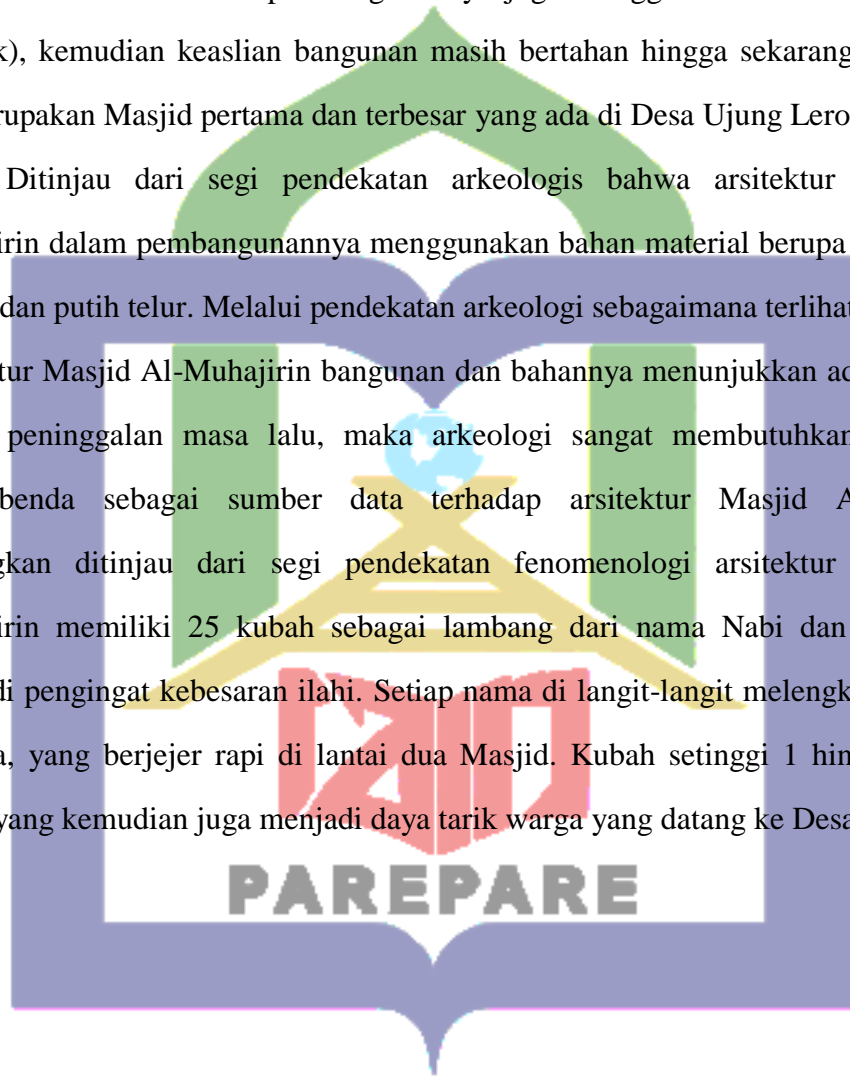 k), kemudian keaslian bangunan masih bertahan hingga sekarang
rupakan Masjid pertama dan terbesar yang ada di Desa Ujung Lero
Ditinjau dari segi pendekatan arkeologis bahwa arsitektur
irin dalam pembangunannya menggunakan bahan material berupa
dan putih telur. Melalui pendekatan arkeologi sebagaimana terlihat
tur Masjid Al-Muhajirin bangunan dan bahannya menunjukkan ad
peninggalan masa lalu, maka arkeologi sangat membutuhkan
benda sebagai sumber data terhadap arsitektur Masjid A
gkan ditinjau dari segi pendekatan fenomenologi arsitektur
irin memiliki 25 kubah sebagai lambang dari nama Nabi dan
di pengingat kebesaran ilahi. Setiap nama di langit-langit melengk
a, yang berjejer rapi di lantai dua Masjid. Kubah setinggi 1 hin
yang kemudian juga menjadi daya tarik warga yang datang ke Desa
PAREPARE